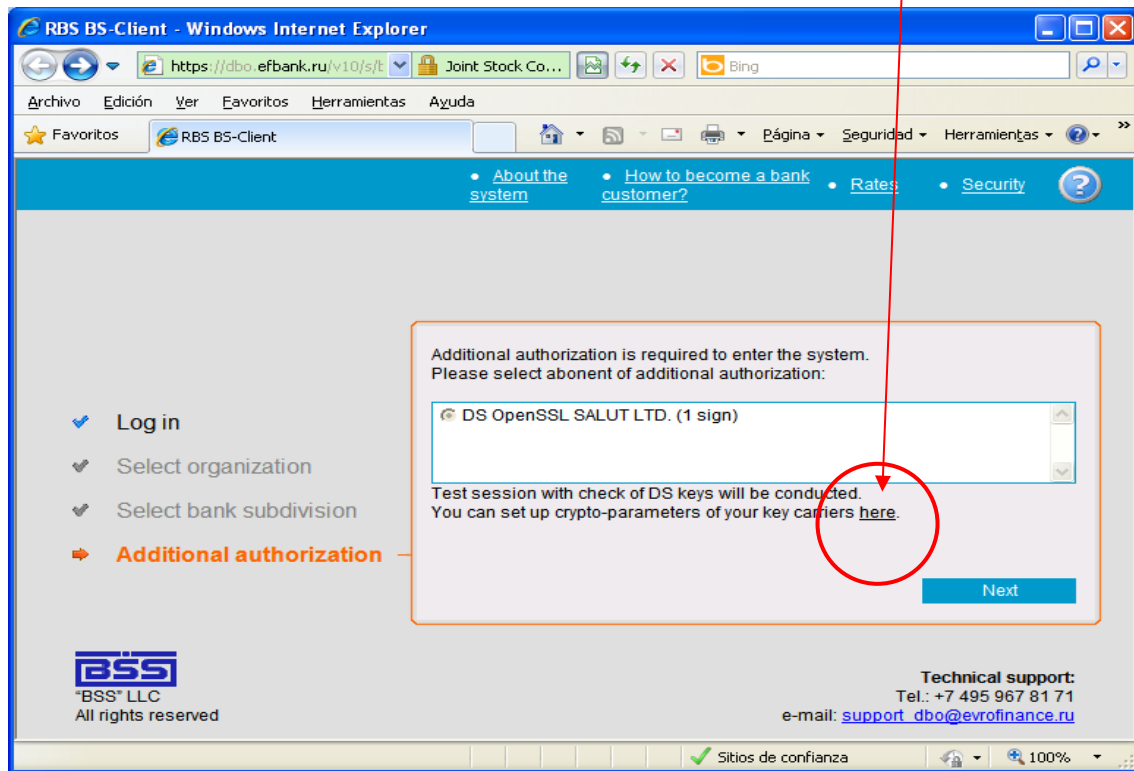 RBS BS-Client - Windows Internet Explorer
https://dbo.efbank.ru/v10/s/t Joint Stock Co... Bing
Archivo Edición Ver Favoritos Herramientas Ayuda
Favoritos RBS BS-Client Página Seguridad Herramientas »
• About the system
• How to become a bank customer?
• Rates
• Security
Additional authorization is required to enter the system.
Please select abonent of additional authorization:
DS OpenSSL SALUT LTD. (1 sign)
Test session with check of DS keys will be conducted.
You can set up crypto-parameters of your key carriers here.
Next
Log in
Select organization
Select bank subdivision
Additional authorization
BSS
"BSS" LLC
All rights reserved
Technical support:
Tel.: +7 495 967 81 71
e-mail: support_dbo@evrofinance.ru
Sitios de confianza 100%